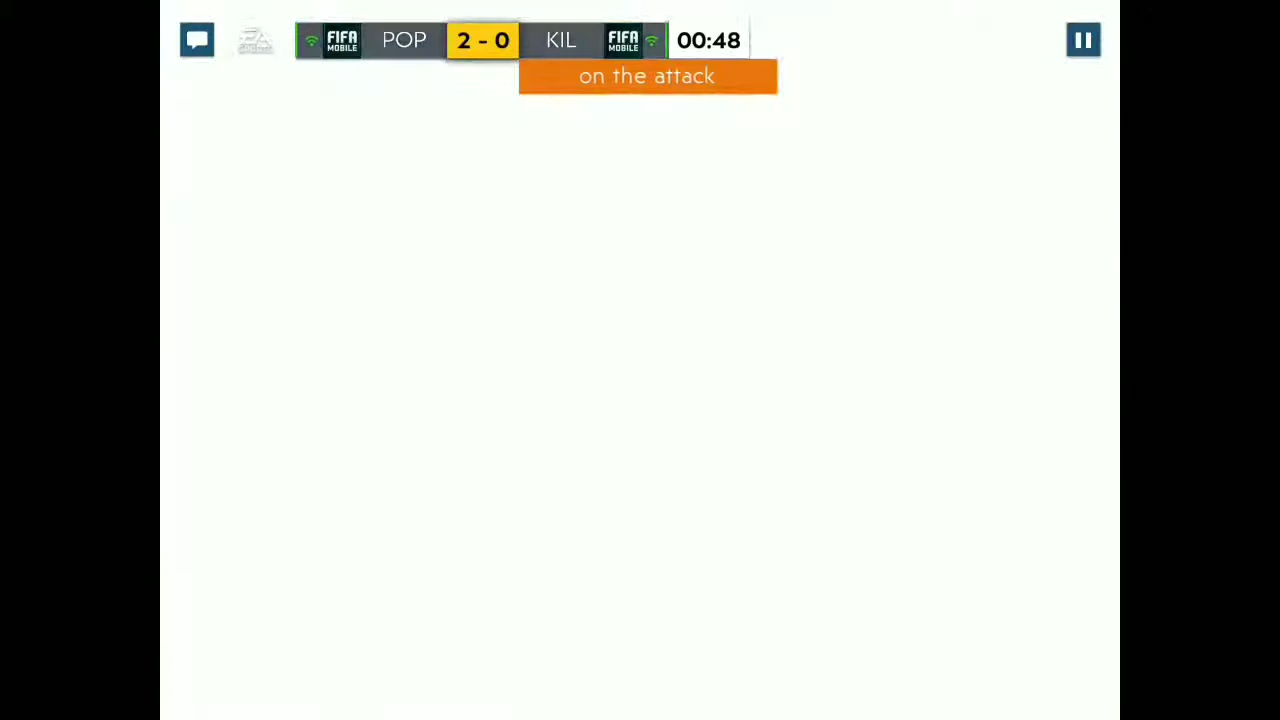 FIFA MOBILE POP 2 - 0 KIL FIFA MOBILE 00:48
on the attack